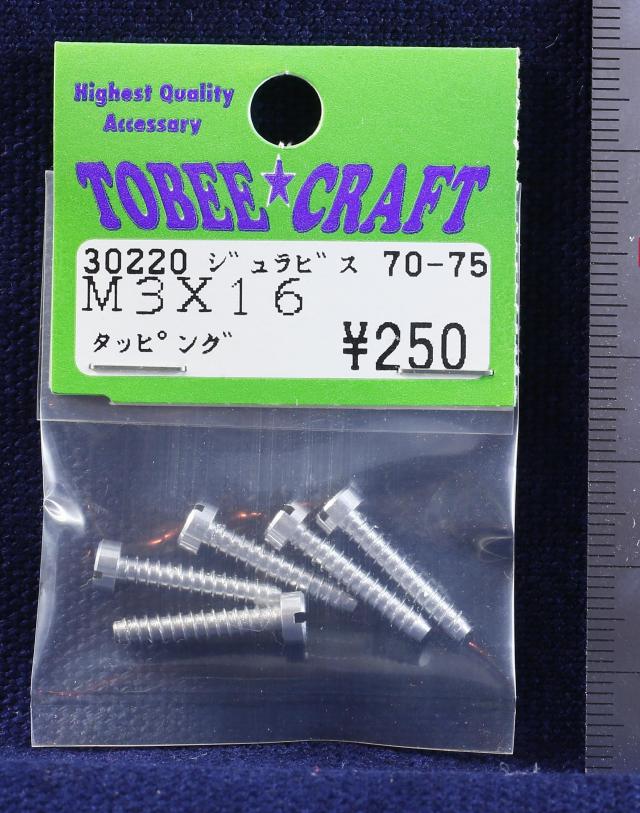 Highest Quality
Accessary
TOBEE★CRAFT
30220 ジュラビス 70-75
M3X16
タッピング ¥250